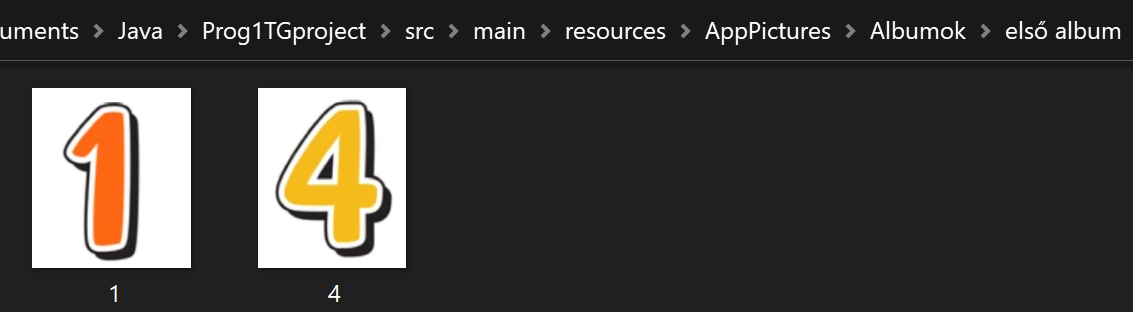 uments > Java > Prog1TGproject > src > main > resources > AppPictures > Albumok > első album
1 4
1 4